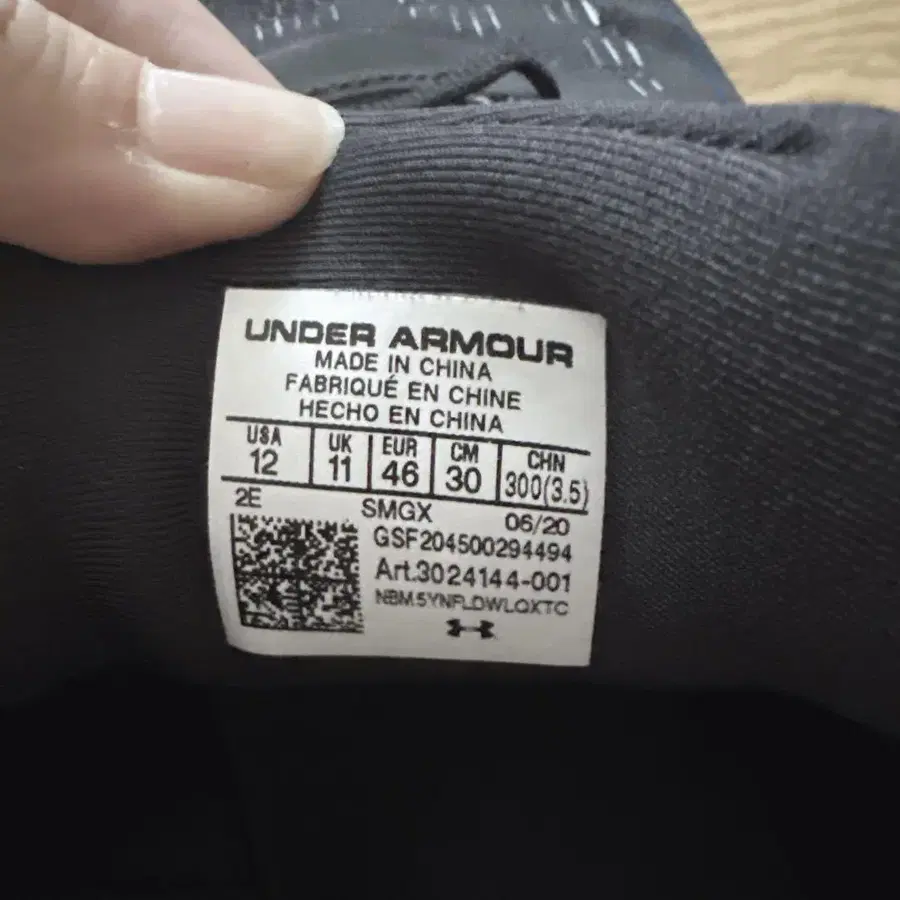 UNDER ARMOUR
MADE IN CHINA
FABRIQUÉ EN CHINE
HECHO EN CHINA
USA UK EUR CM CHN
12 11 46 30 300(3.5)
2E SMGX 06/20
GSF204500294494
Art.3024144-001